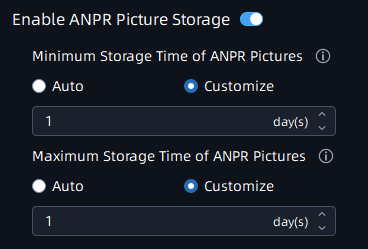 Enable ANPR Picture Storage
Minimum Storage Time of ANPR Pictures
Auto Customize
1 day(s)
Maximum Storage Time of ANPR Pictures
Auto Customize
1 day(s)